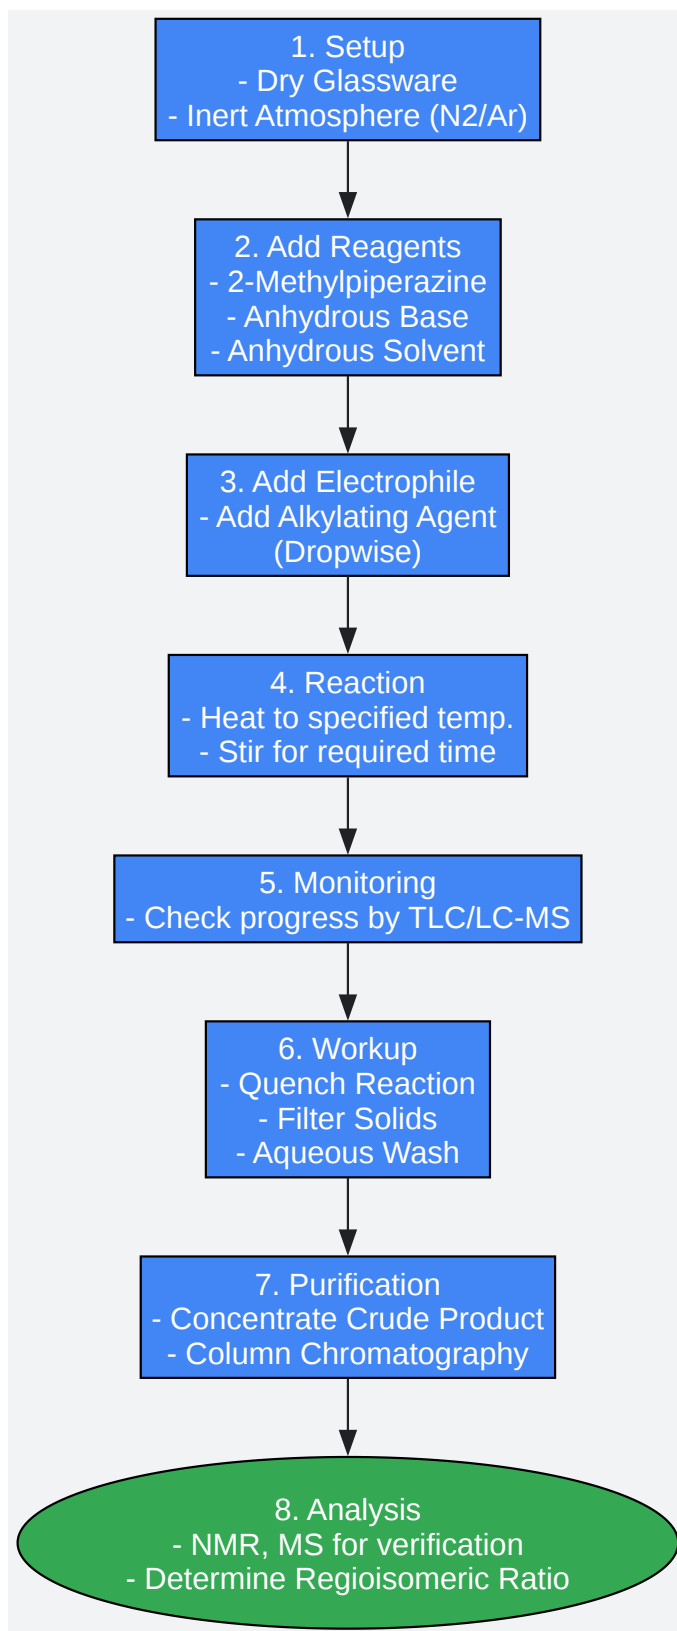 1. Setup
- Dry Glassware
- Inert Atmosphere (N2/Ar)
2. Add Reagents
- 2-Methylpiperazine
- Anhydrous Base
- Anhydrous Solvent
3. Add Electrophile
- Add Alkylating Agent
(Dropwise)
4. Reaction
- Heat to specified temp.
- Stir for required time
5. Monitoring
- Check progress by TLC/LC-MS
6. Workup
- Quench Reaction
- Filter Solids
- Aqueous Wash
7. Purification
- Concentrate Crude Product
- Column Chromatography
8. Analysis
- NMR, MS for verification
- Determine Regioisomeric Ratio